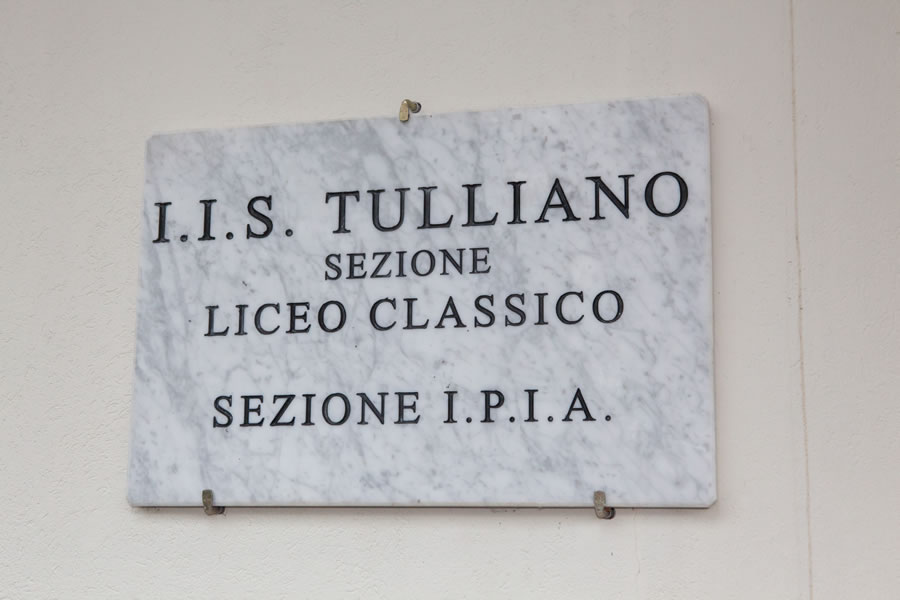 I.I.S. TULLIANO
SEZIONE
LICEO CLASSICO
SEZIONE I.P.I.A.